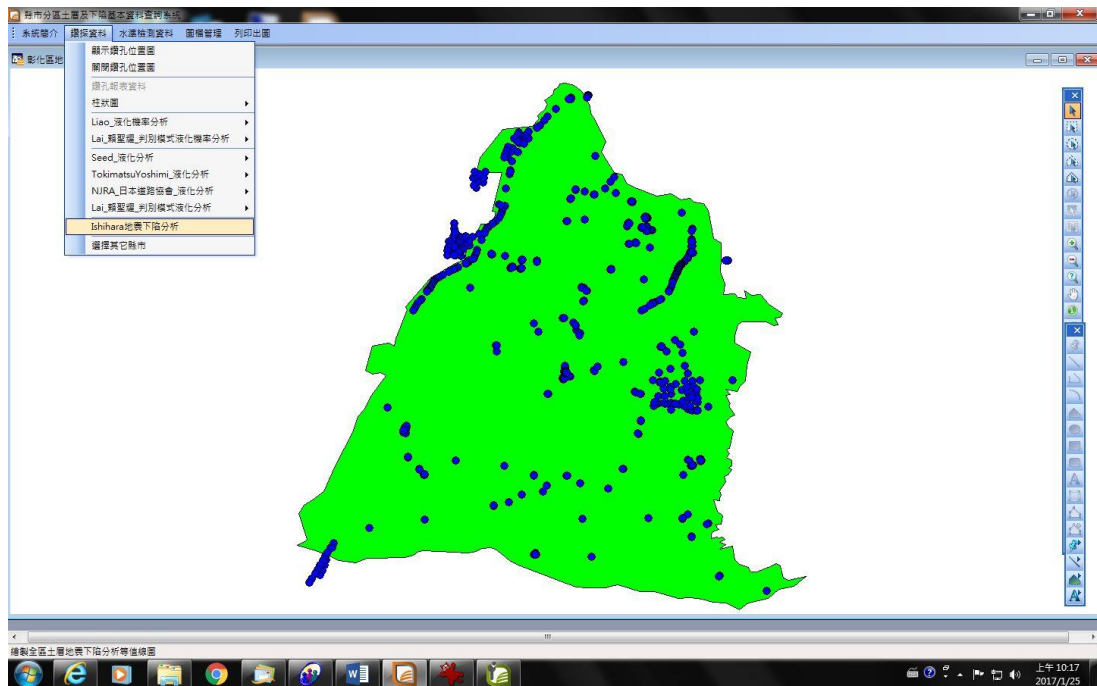 縣市分區土層及下陷基本資料查詢系統
系統簡介 鑽探資料 水準檢測資料 圖檔管理 列印出圖
彰化區地
顯示鑽孔位置圖
關閉鑽孔位置圖
鑽孔報表資料
柱狀圖
Liao_液化機率分析
Lai_賴聖耀_判別模式液化機率分析
Seed_液化分析
TokimatsuYoshimi_液化分析
NJRA_日本道路協會_液化分析
Lai_賴聖耀_判別模式液化分析
Ishihara地表下陷分析
選擇其它縣市
繪製全區土層地表下陷分析等值線圖
上午 10:17
2017/1/25